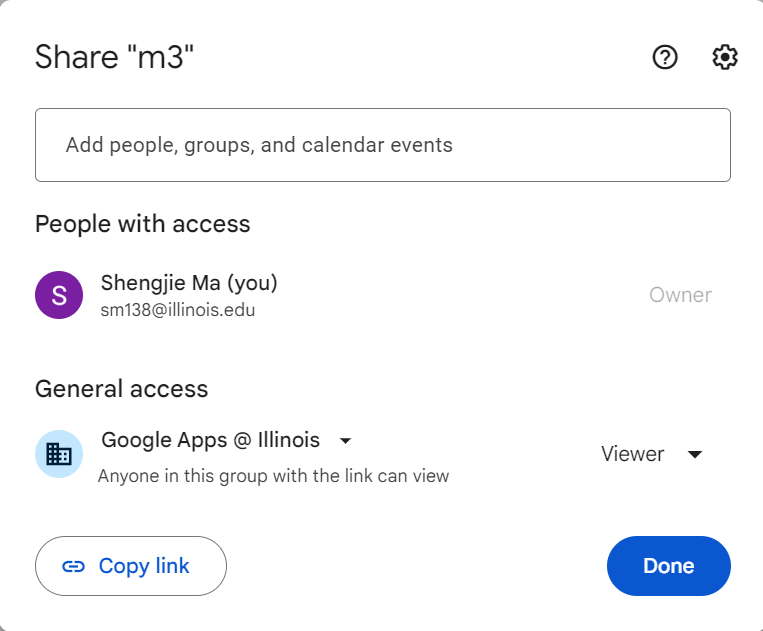 Share "m3"
Add people, groups, and calendar events
People with access
S
Shengjie Ma (you)
sm138@illinois.edu
Owner
General access
Google Apps @ Illinois
Anyone in this group with the link can view
Viewer
Copy link
Done